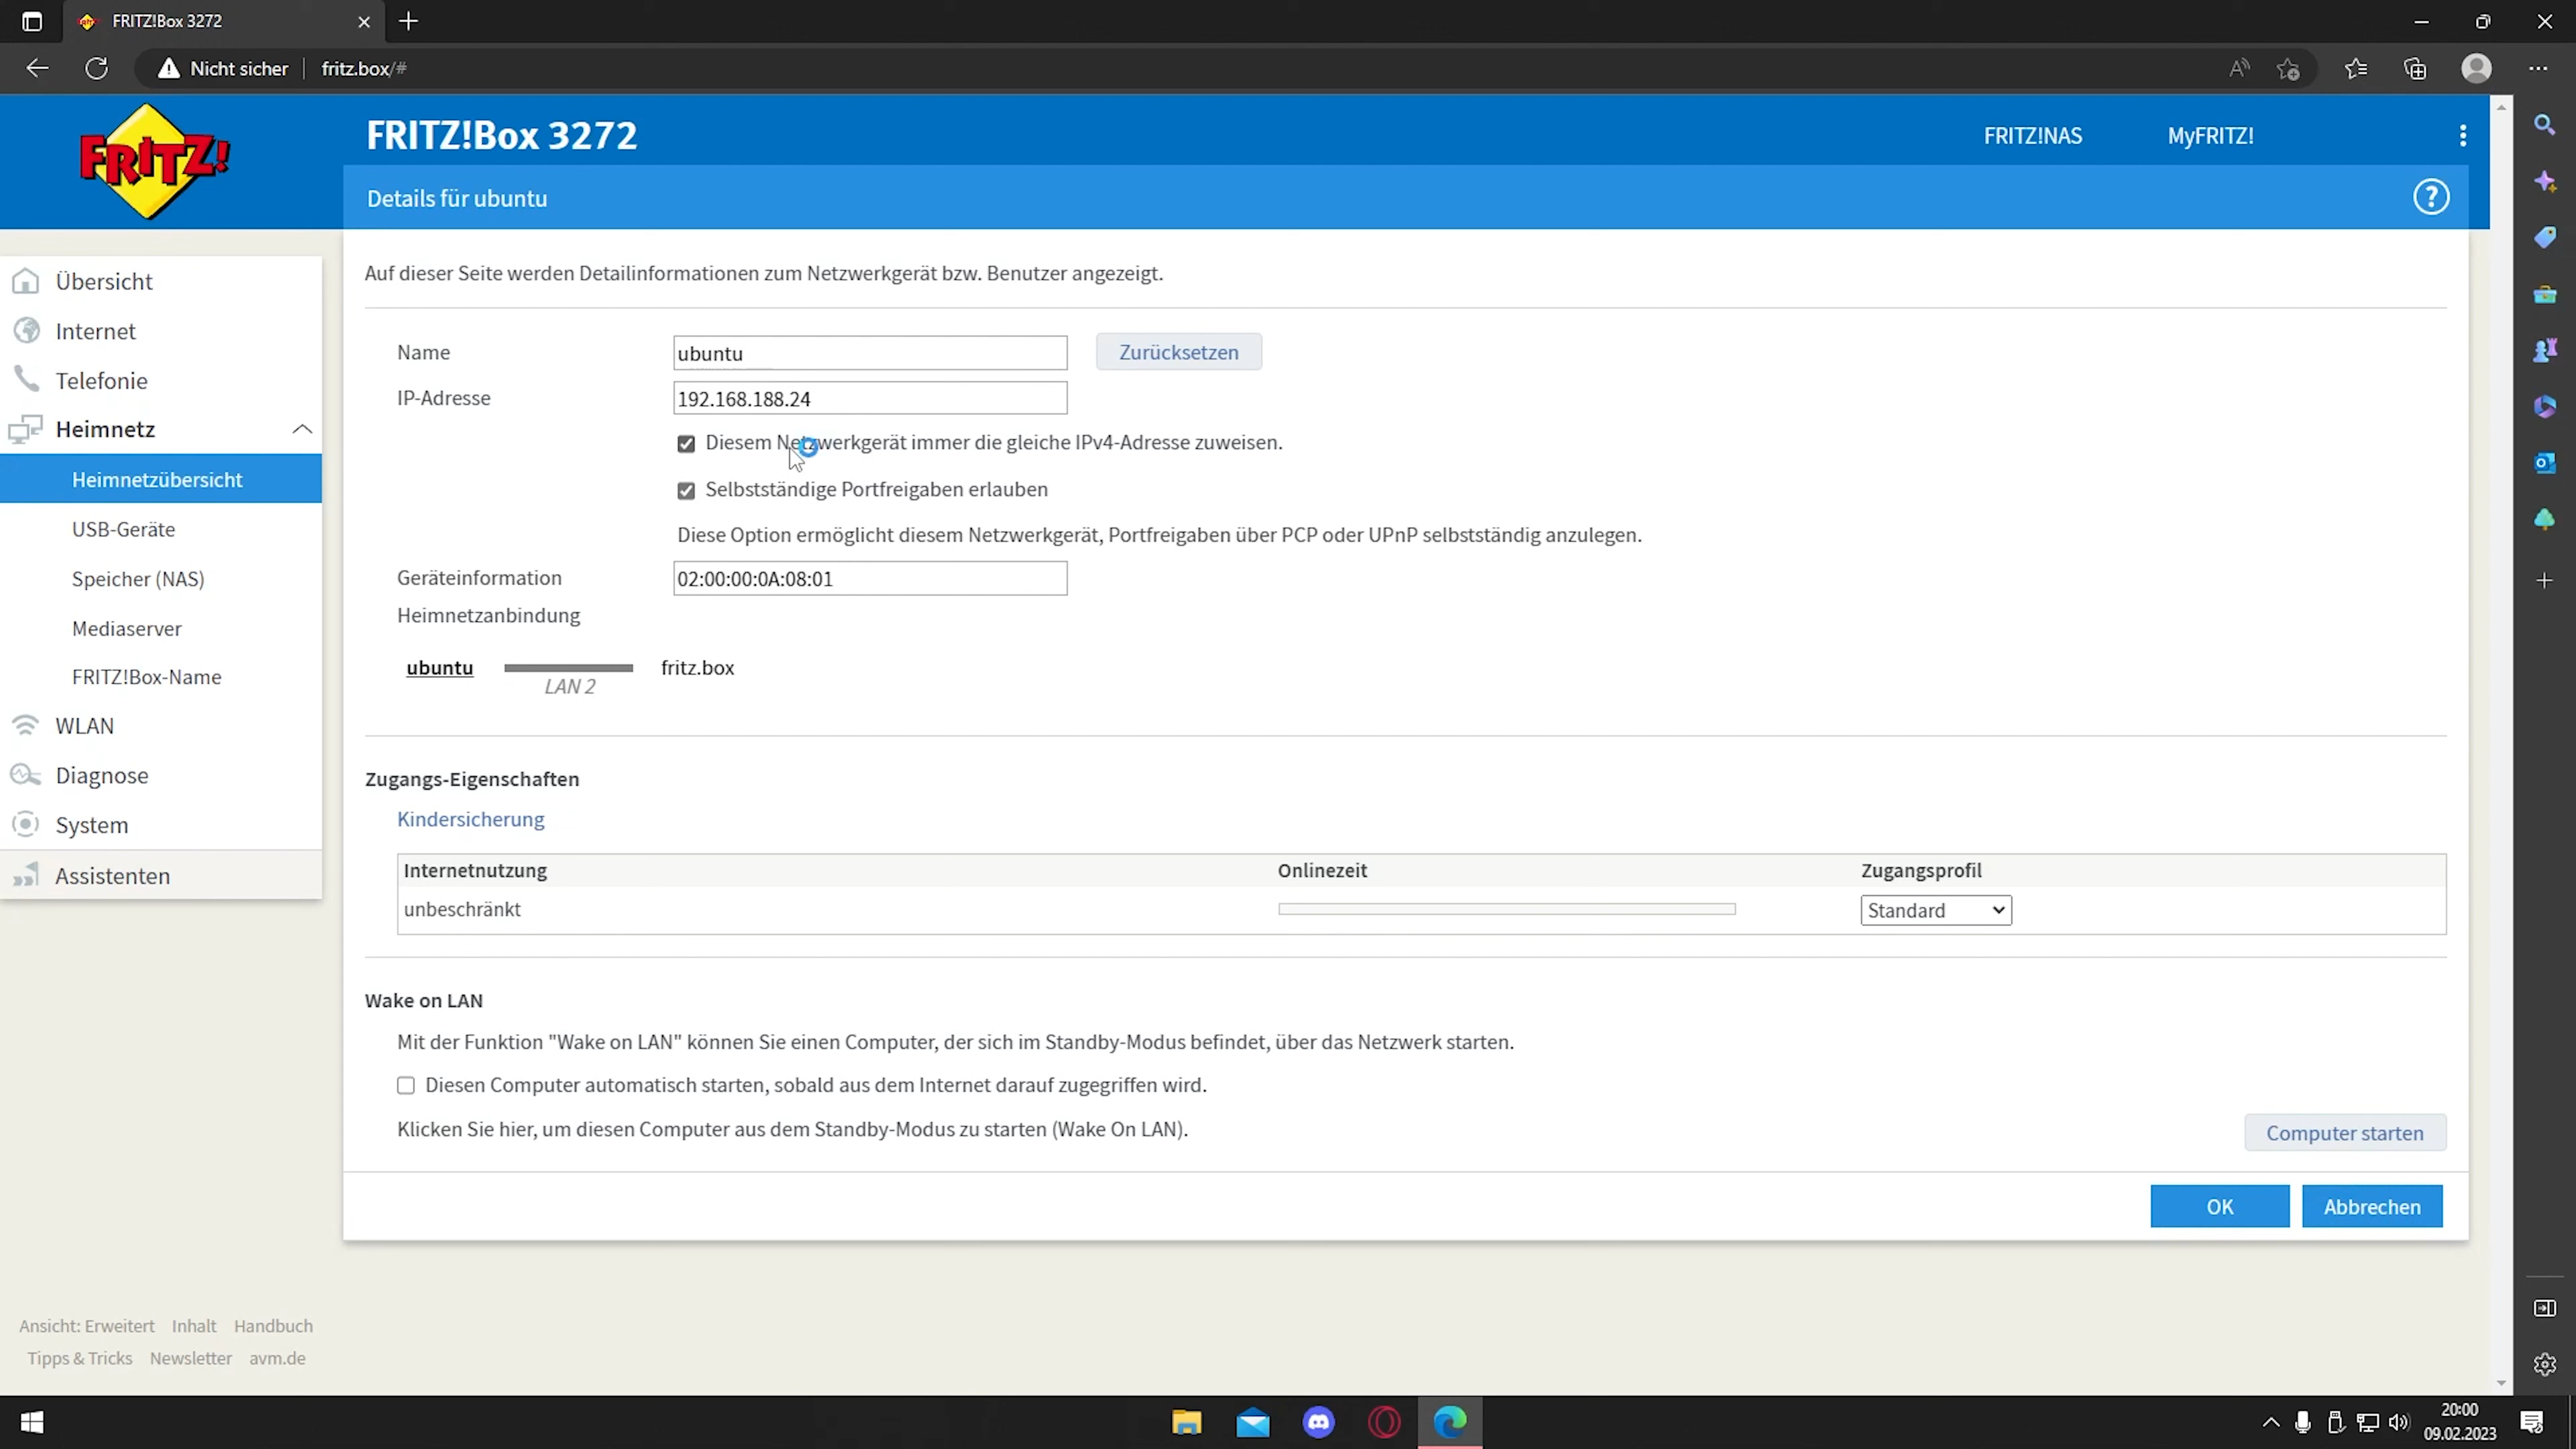 FRITZ!Box 3272
Nicht sicher
fritz.box/#
FRITZ!
FRITZ!Box 3272
FRITZ!NAS
MyFRITZ!
Details für ubuntu
Übersicht
Internet
Telefonie
Heimnetz
Heimnetzübersicht
USB-Geräte
Speicher (NAS)
Mediaserver
FRITZ!Box-Name
WLAN
Diagnose
System
Assistenten
Ansicht: Erweitert Inhalt Handbuch
Tipps & Tricks Newsletter avm.de
Auf dieser Seite werden Detailinformationen zum Netzwerkgerät bzw. Benutzer angezeigt.
Name ubuntu Zurücksetzen
IP-Adresse 192.168.188.24
Diesem Netzwerkgerät immer die gleiche IPv4-Adresse zuweisen.
Selbstständige Portfreigaben erlauben
Diese Option ermöglicht diesem Netzwerkgerät, Portfreigaben über PCP oder UPnP selbstständig anzulegen.
Geräteinformation 02:00:00:0A:08:01
Heimnetzanbindung
ubuntu LAN 2 fritz.box
Zugangs-Eigenschaften
Kindersicherung
Internetnutzung Onlinezeit Zugangsprofil
unbeschränkt Standard
Wake on LAN
Mit der Funktion "Wake on LAN" können Sie einen Computer, der sich im Standby-Modus befindet, über das Netzwerk starten.
Diesen Computer automatisch starten, sobald aus dem Internet darauf zugegriffen wird.
Klicken Sie hier, um diesen Computer aus dem Standby-Modus zu starten (Wake On LAN).
Computer starten
OK Abbrechen
20:00
09.02.2023